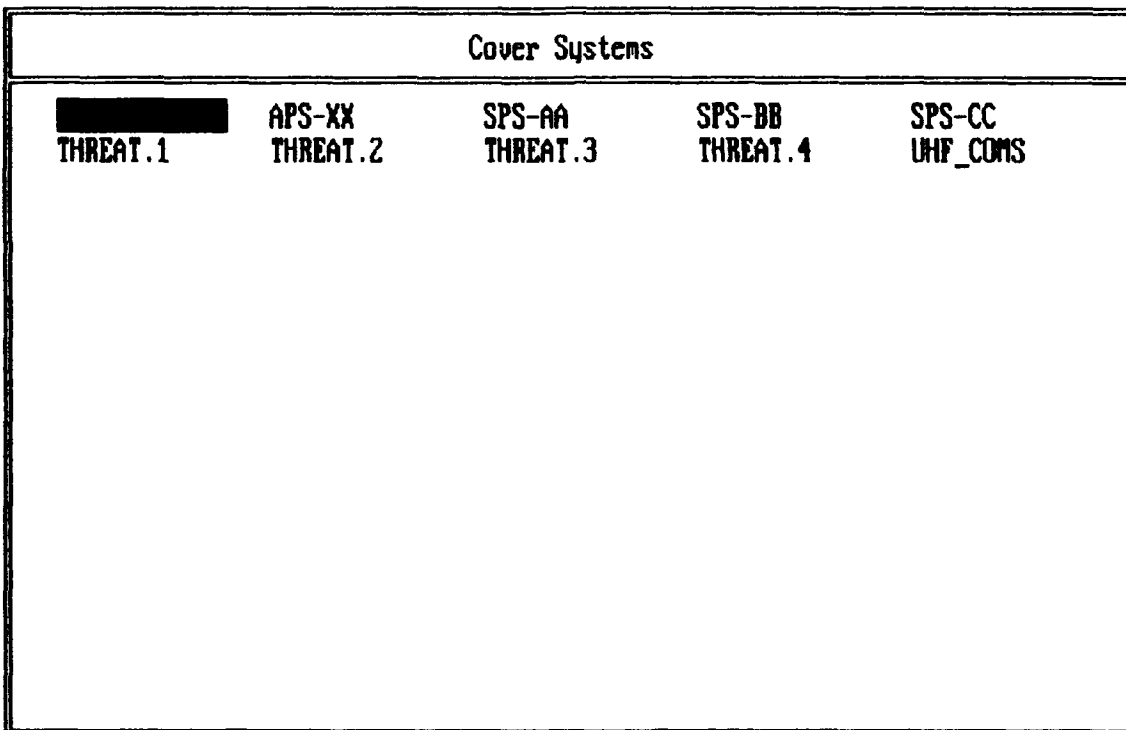 Cover Systems
APS-XX SPS-AA SPS-BB SPS-CC
THREAT.1 THREAT.2 THREAT.3 THREAT.4 UHF_COMS